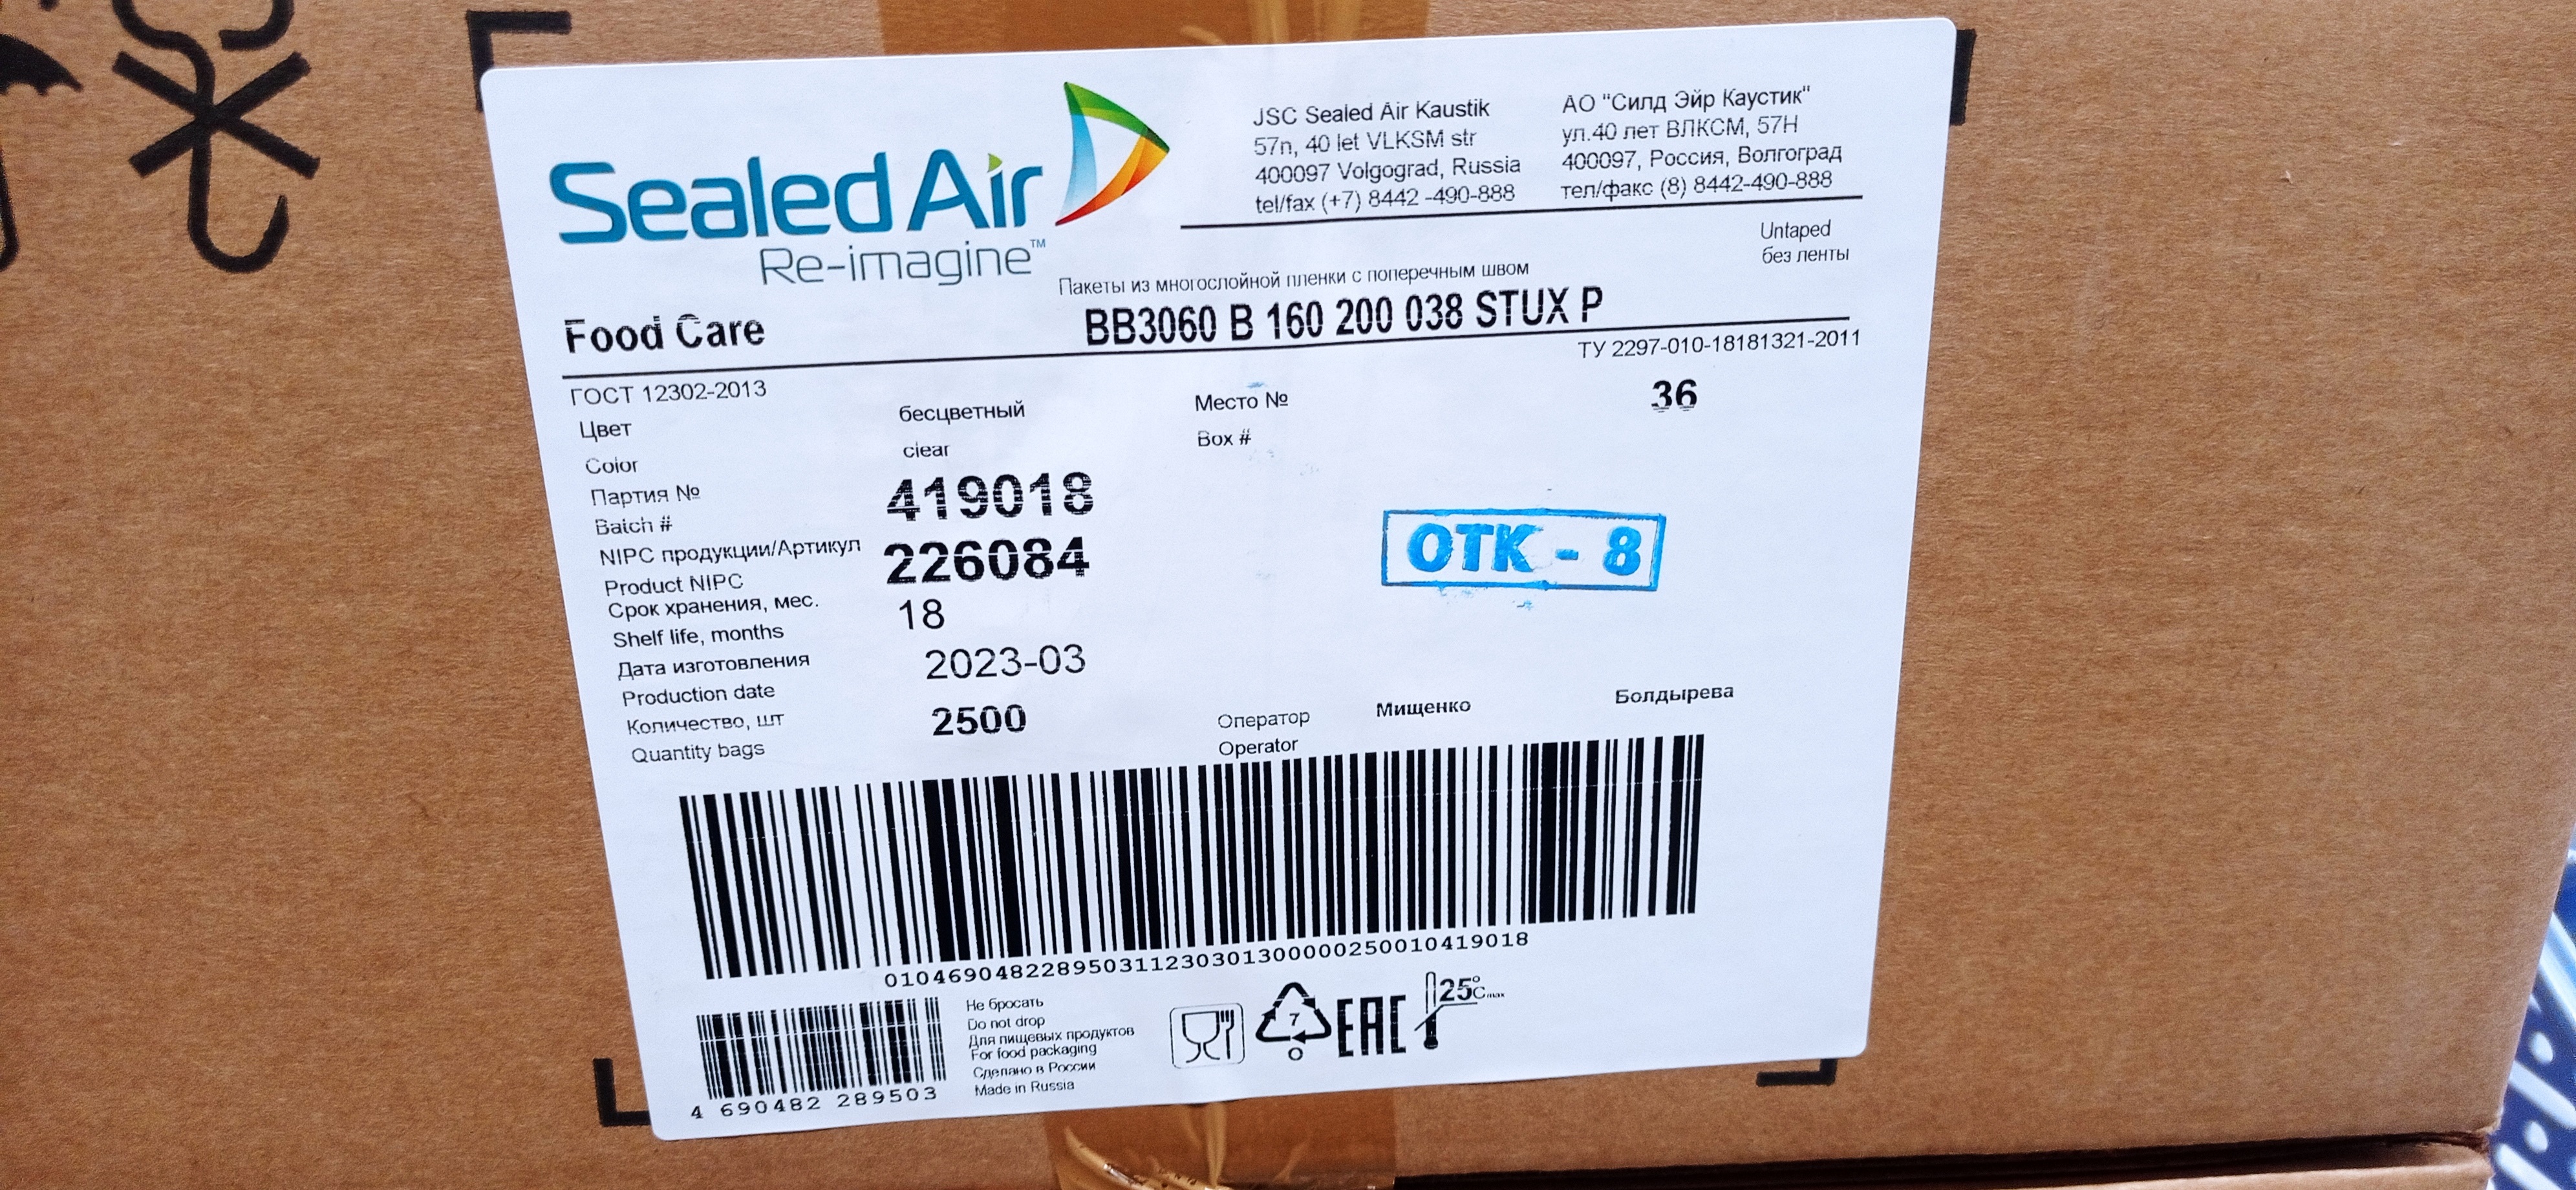 Sealed Air
Re-imagine™
JSC Sealed Air Kaustik
57n, 40 let VLKSM str
400097 Volgograd, Russia
tel/fax (+7) 8442 -490-888
АО "Силд Эйр Каустик"
ул.40 лет ВЛКСМ, 57Н
400097, Россия, Волгоград
тел/факс (8) 8442-490-888
Untaped
без ленты
Пакеты из многослойной пленки с поперечным швом
Food Care
BB3060 B 160 200 038 STUX P
ТУ 2297-010-18181321-2011
ГОСТ 12302-2013
Цвет бесцветный
Color clear
Место № 36
Box #
Партия № 419018
Batch #
NIPC продукции/Артикул 226084
Product NIPC
Срок хранения, мес. 18
Shelf life, months
Дата изготовления 2023-03
Production date
Количество, шт 2500
Quantity bags
ОТК - 8
Оператор Мищенко Болдырева
Operator
010469048228950311230301300000250010419018
4 690482 289503
Не бросать
Do not drop
Для пищевых продуктов
For food packaging
Сделано в России
Made in Russia
7
O
EAC
25°C max